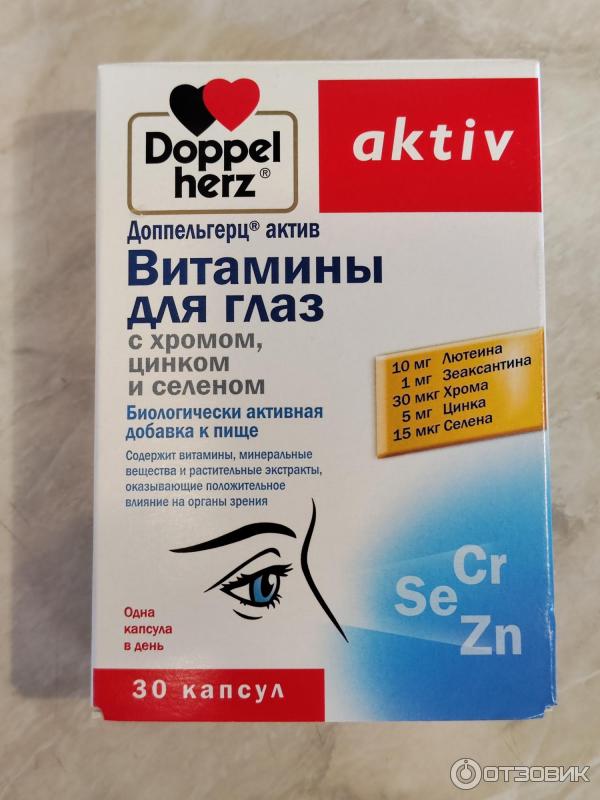 Doppel
herz®
aktiv
Доппельгерц® актив
Витамины
для глаз
с хромом,
цинком
и селеном
Биологически активная
добавка к пище
Содержит витамины, минеральные
вещества и растительные экстракты,
оказывающие положительное
влияние на органы зрения
10 мг Лютеина
1 мг Зеаксантина
30 мкг Хрома
5 мг Цинка
15 мкг Селена
Cr
Se
Zn
Одна
капсула
в день
30 капсул
ОТЗОВИК